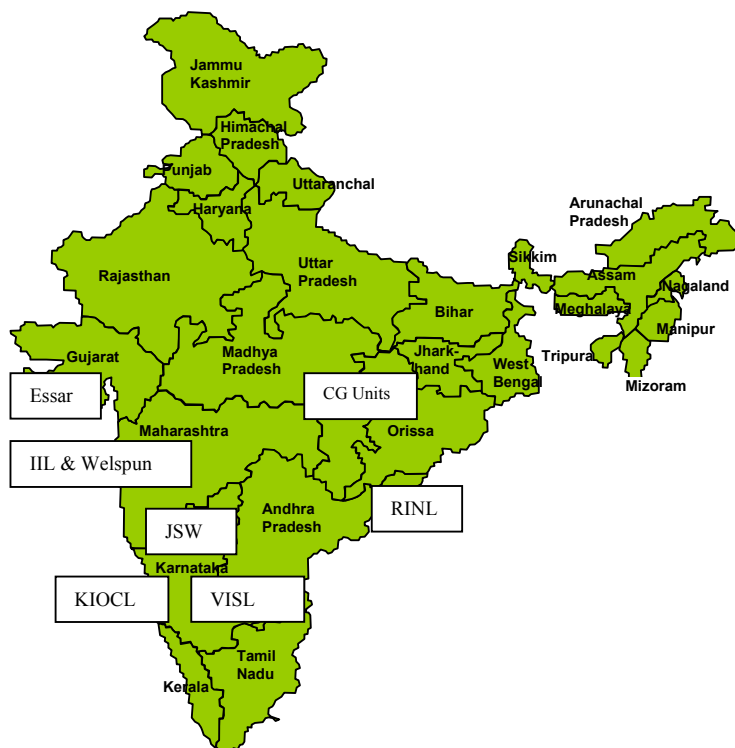 Jammu
Kashmir
Himachal
Pradesh
Punjab
Uttaranchal
Haryana
Arunachal
Pradesh
Rajasthan
Uttar
Pradesh
Sikkim
Assam
Nagaland
Bihar
Meghalaya
Manipur
Gujarat
Madhya
Pradesh
Jhar-
khand
West
Bengal
Tripura
Mizoram
Essar
CG Units
Maharashtra
Orissa
IIL & Welspun
RINL
Andhra
Pradesh
JSW
Karnataka
KIOCL
VISL
Tamil
Nadu
Kerala